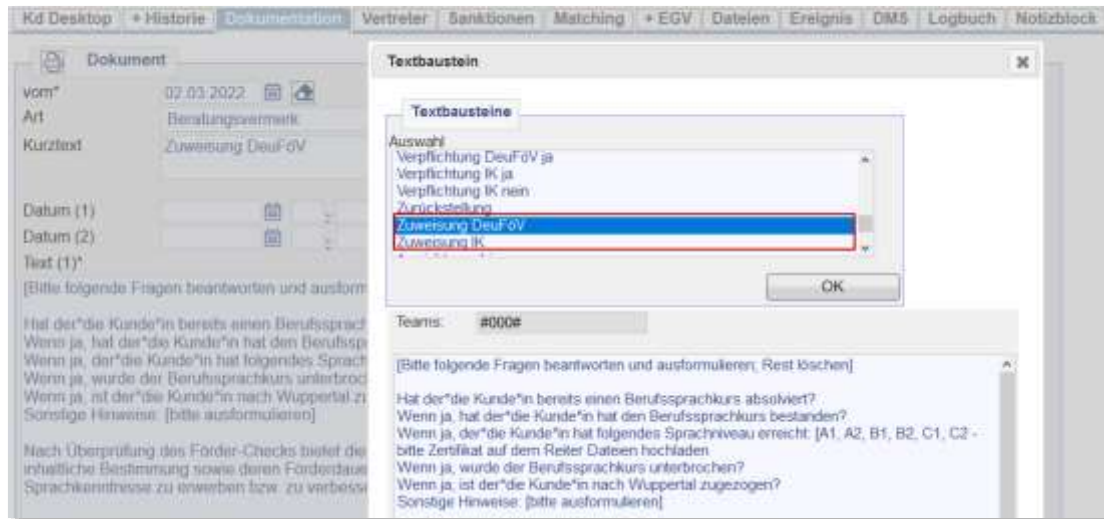 Kd Desktop + Historie Dokumentation Vertreter Sanktionen Matching + EGV Dateien Ereignis DMS Logbuch Notizblock
Dokument
vom* 02.03.2022
Art Beratungsvermerk
Kurztext Zuweisung DeuFöV
Datum (1)
Datum (2)
Text (1)*
[Bitte folgende Fragen beantworten und ausform
Hat der*die Kunde*in bereits einen Berufssprach
Wenn ja, hat der*die Kunde*in hat den Berufssp
Wenn ja, der*die Kunde*in hat folgendes Sprach
Wenn ja, wurde der Berufssprachkurs unterbroc
Wenn ja, ist der*die Kunde*in nach Wuppertal zu
Sonstige Hinweise: [bitte ausformulieren]
Nach Überprüfung des Förder-Checks bietet die
inhaltliche Bestimmung sowie deren Förderdaue
Sprachkenntnisse zu erwerben bzw. zu verbesse
Textbaustein
Textbausteine
Auswahl
Verpflichtung DeuFöV ja
Verpflichtung IK ja
Verpflichtung IK nein
Zurückstellung
Zuweisung DeuFöV
Zuweisung IK
OK
Teams: #000#
[Bitte folgende Fragen beantworten und ausformulieren; Rest löschen]
Hat der*die Kunde*in bereits einen Berufssprachkurs absolviert?
Wenn ja, hat der*die Kunde*in hat den Berufssprachkurs bestanden?
Wenn ja, der*die Kunde*in hat folgendes Sprachniveau erreicht: [A1, A2, B1, B2, C1, C2 -
bitte Zertifikat auf dem Reiter Dateien hochladen
Wenn ja, wurde der Berufssprachkurs unterbrochen?
Wenn ja, ist der*die Kunde*in nach Wuppertal zugezogen?
Sonstige Hinweise: [bitte ausformulieren]